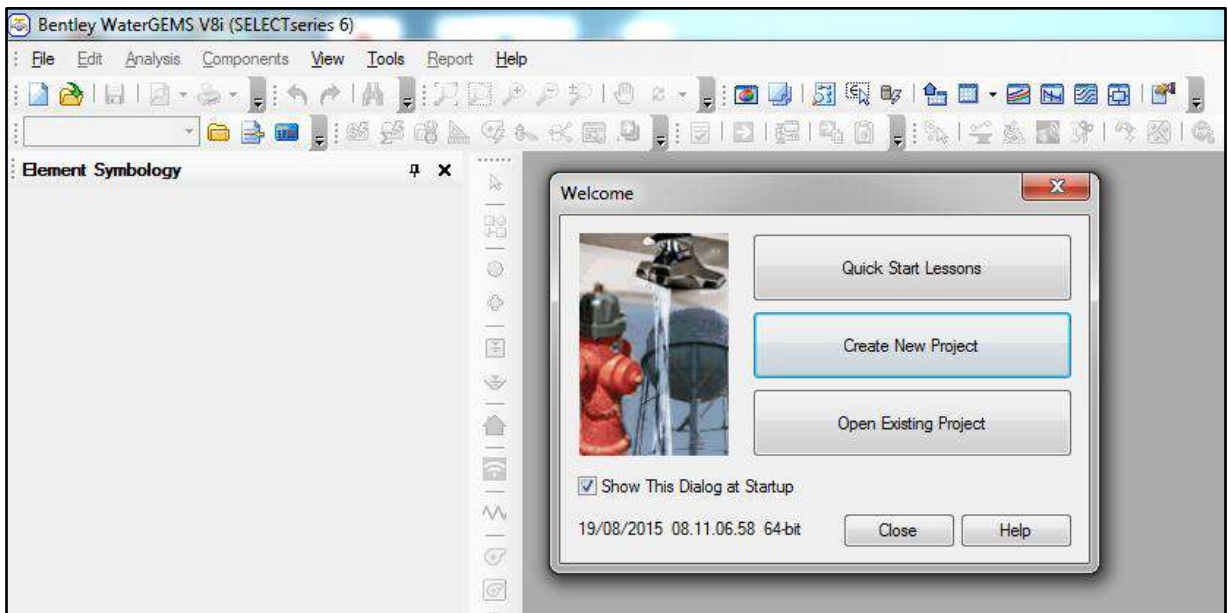 Bentley WaterGEMS V8i (SELECTseries 6)
File Edit Analysis Components View Tools Report Help
Element Symbology
Welcome
Quick Start Lessons
Create New Project
Open Existing Project
Show This Dialog at Startup
19/08/2015 08.11.06.58 64-bit Close Help